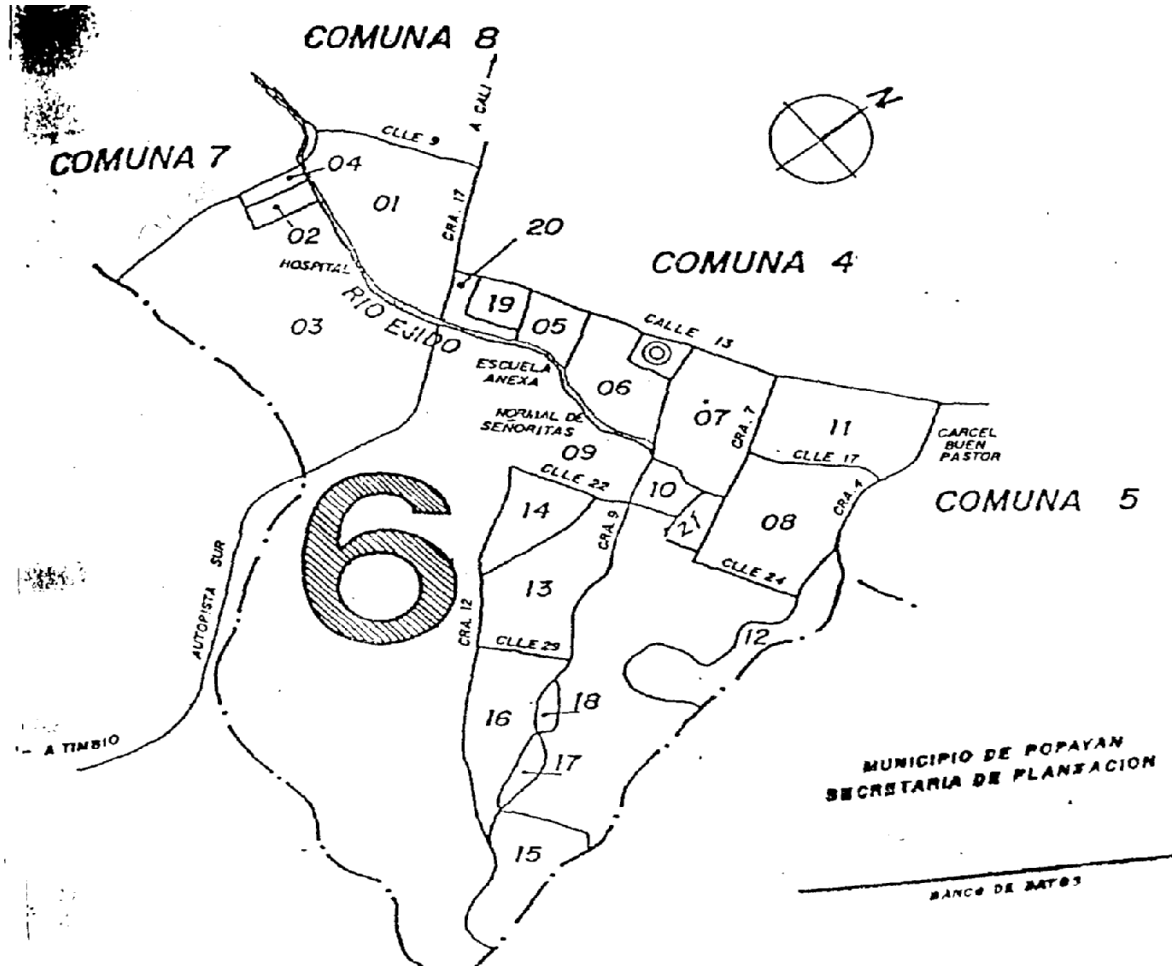 COMUNA 8
A CALI
N
CLLE 9
COMUNA 7
04
01
02
CRA. 17
20
HOSPITAL
COMUNA 4
RIO EJIDO
03
19
05
CALLE 13
ESCUELA
ANEXA
06
07
CRA. 7
11
NORMAL DE
SEÑORITAS
CARCEL
BUEN
PASTOR
09
CLLE 17
CLLE 22
10
CRA. 4
COMUNA 5
6
14
CRA. 9
21
08
AUTOPISTA SUR
CLLE 24
13
CRA. 12
CLLE 29
12
16
18
A TIMBIO
17
MUNICIPIO DE POPAYAN
SECRETARIA DE PLANEACION
15
BANCO DE DATOS